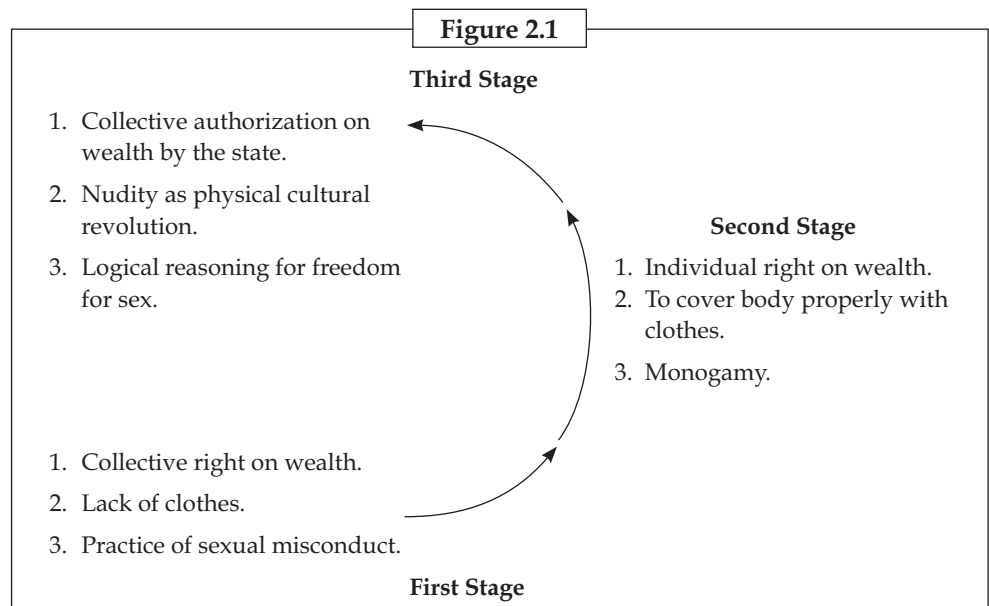 Figure 2.1
Third Stage
1. Collective authorization on
wealth by the state.
2. Nudity as physical cultural
revolution.
3. Logical reasoning for freedom
for sex.
Second Stage
1. Individual right on wealth.
2. To cover body properly with
clothes.
3. Monogamy.
1. Collective right on wealth.
2. Lack of clothes.
3. Practice of sexual misconduct.
First Stage